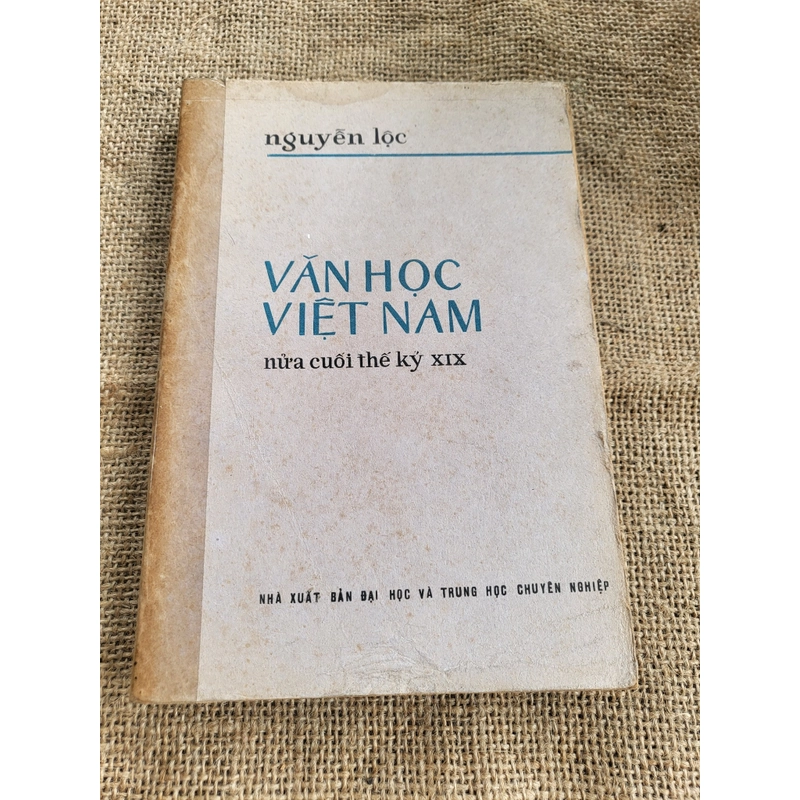 nguyễn lộc
VĂN HỌC
VIỆT NAM
nửa cuối thế kỷ XIX
NHÀ XUẤT BẢN ĐẠI HỌC VÀ TRUNG HỌC CHUYÊN NGHIỆP